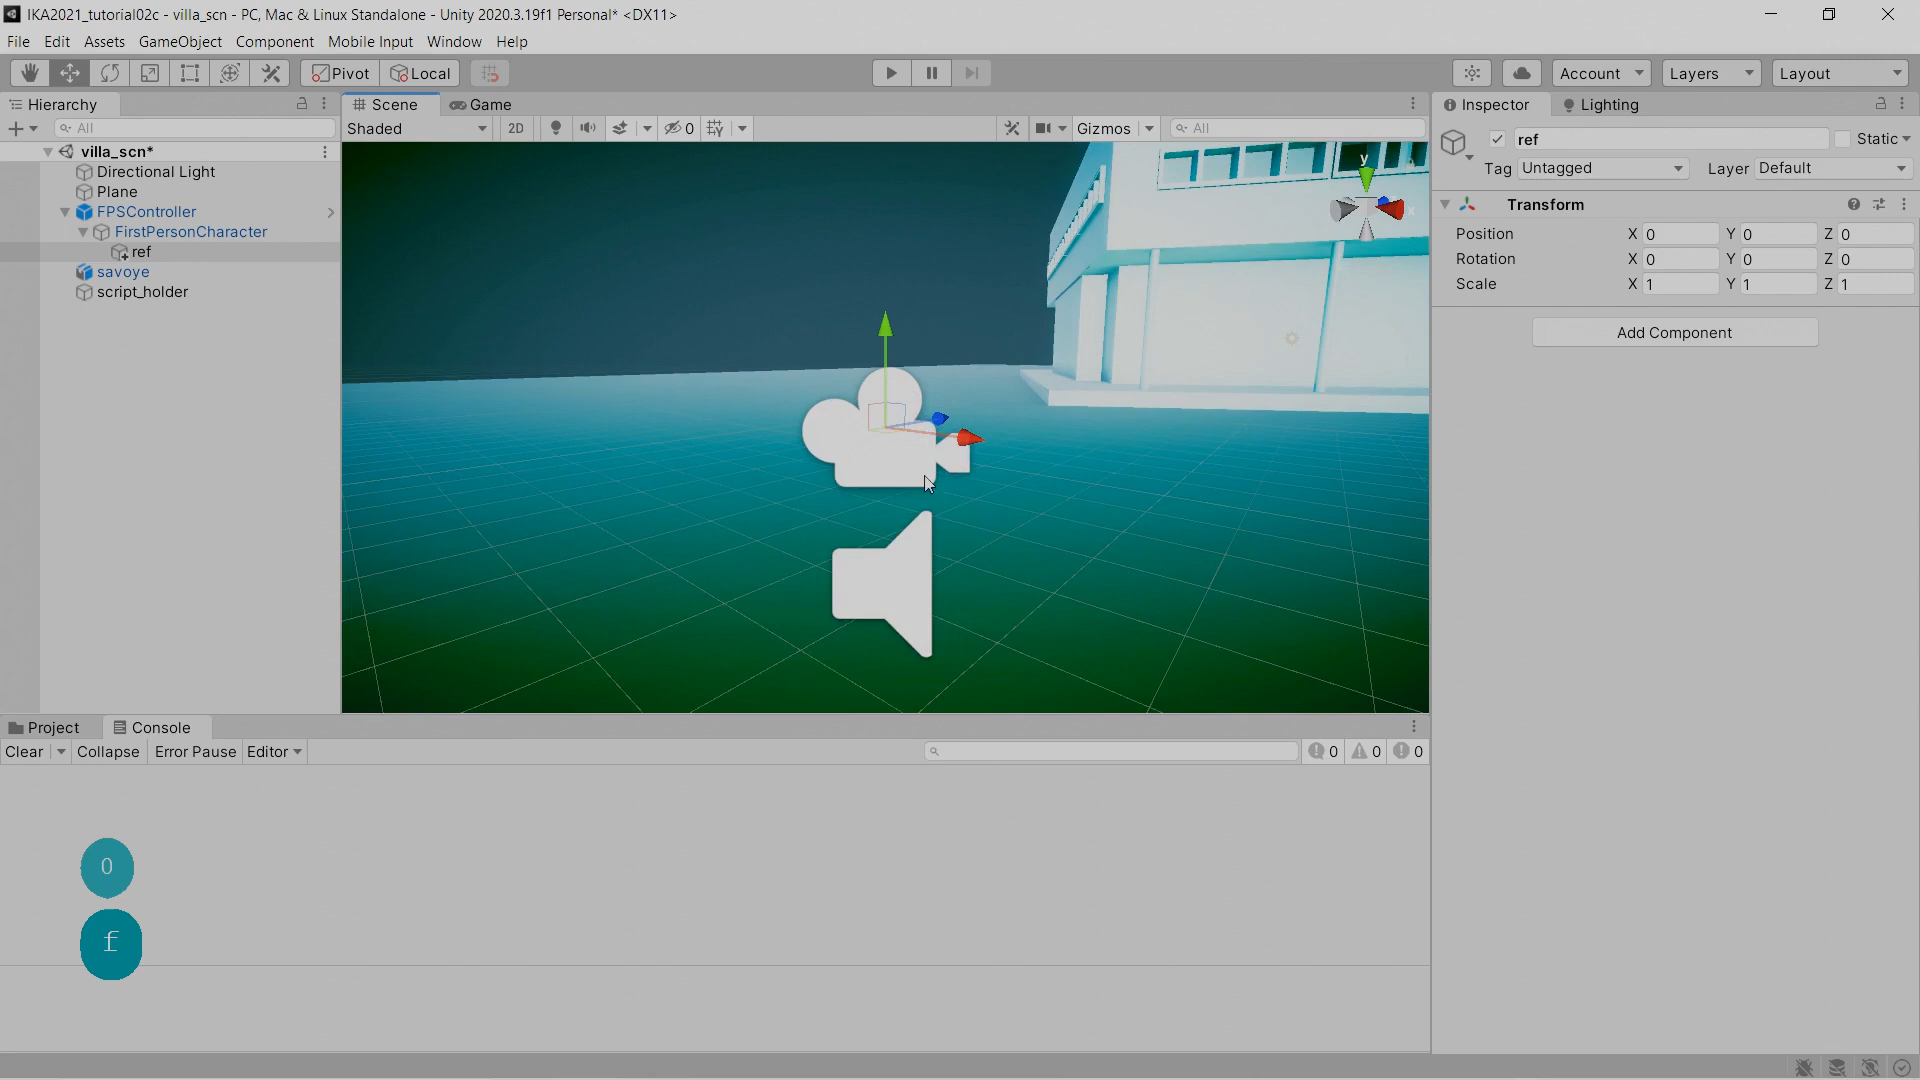 IKA2021_tutorial02c - villa_scn - PC, Mac & Linux Standalone - Unity 2020.3.19f1 Personal* <DX11>
File Edit Assets GameObject Component Mobile Input Window Help
Pivot Local Account Layers Layout
Hierarchy Scene Game Inspector Lighting
All Shaded 2D 0 Gizmos All ref Static
villa_scn*
Tag Untagged Layer Default
Directional Light
Plane
FPSController
FirstPersonCharacter
ref
savoye
script_holder
y
x
Transform
Position X 0 Y 0 Z 0
Rotation X 0 Y 0 Z 0
Scale X 1 Y 1 Z 1
Add Component
Project Console
Clear Collapse Error Pause Editor 0 0 0
0
f